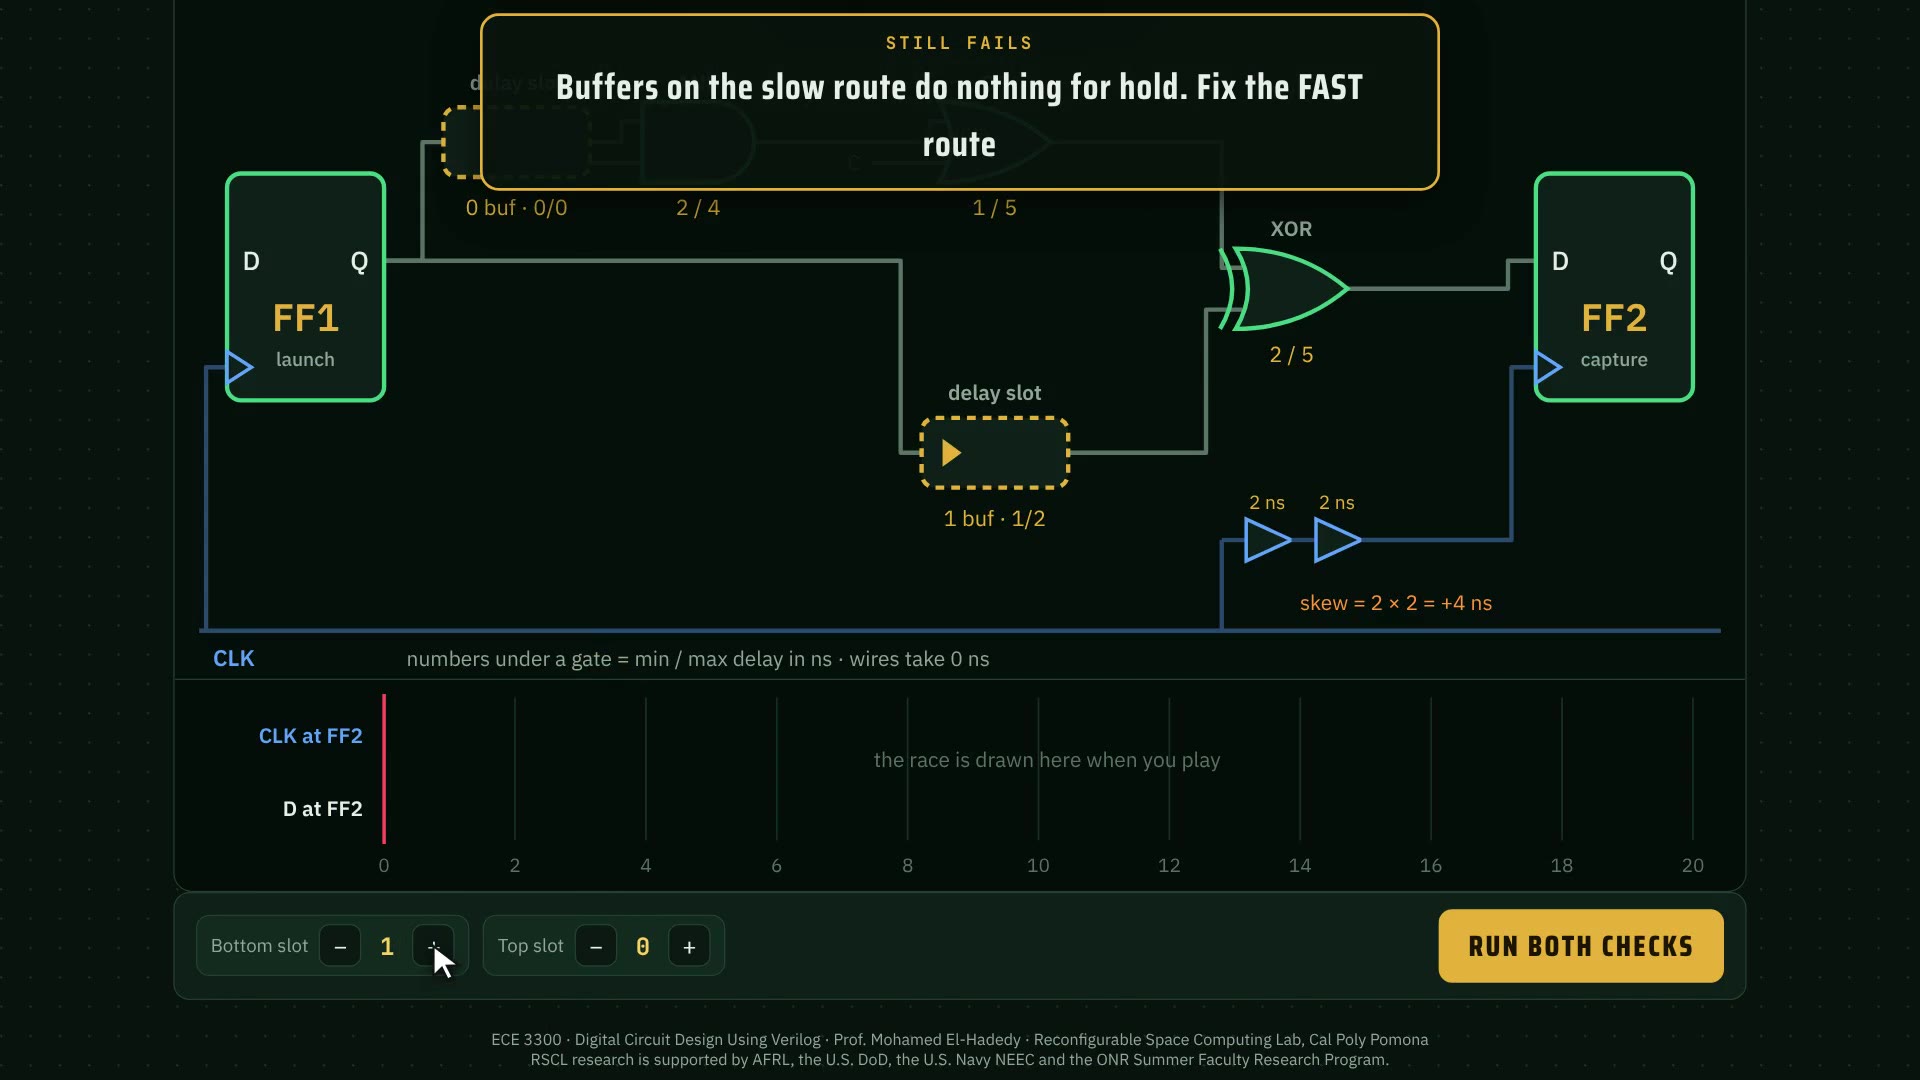 STILL FAILS
Buffers on the slow route do nothing for hold. Fix the FAST
route
delay slot
C
0 buf · 0/0
2 / 4
1 / 5
XOR
D Q
FF1
launch
D Q
FF2
capture
2 / 5
delay slot
1 buf · 1/2
2 ns 2 ns
skew = 2 × 2 = +4 ns
CLK
numbers under a gate = min / max delay in ns · wires take 0 ns
CLK at FF2
the race is drawn here when you play
D at FF2
0 2 4 6 8 10 12 14 16 18 20
Bottom slot − 1 + Top slot − 0 +
RUN BOTH CHECKS
ECE 3300 · Digital Circuit Design Using Verilog · Prof. Mohamed El-Hadedy · Reconfigurable Space Computing Lab, Cal Poly Pomona
RSCL research is supported by AFRL, the U.S. DoD, the U.S. Navy NEEC and the ONR Summer Faculty Research Program.